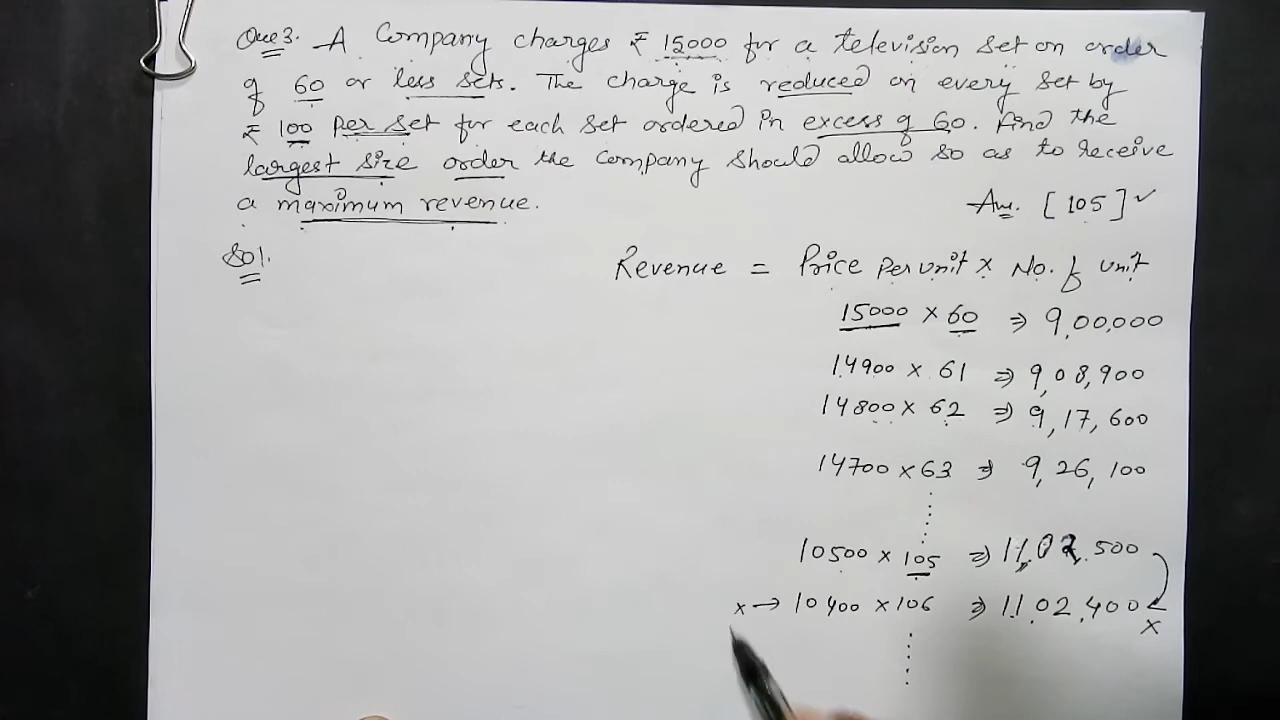 Que 3. A Company charges ₹ 15000 for a television set on order
of 60 or less sets. The charge is reduced on every set by
₹ 100 per set for each set ordered in excess of 60. Find the
largest size order the company should allow so as to receive
a maximum revenue.
Ans. [105] ✓
Sol.
Revenue = Price per unit × No. of unit
15000 × 60 ⇒ 9,00,000
14900 × 61 ⇒ 9,08,900
14800 × 62 ⇒ 9,17,600
14700 × 63 ⇒ 9,26,100
10500 × 105 ⇒ 11,02,500
x → 10400 × 106 ⇒ 11,02,400
x